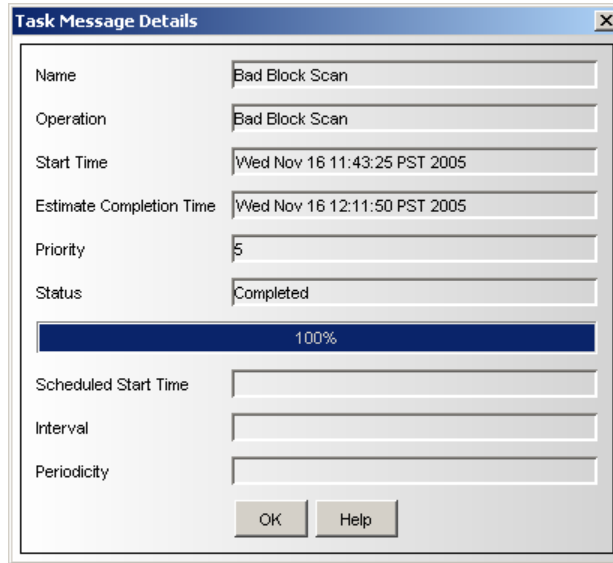 Task Message Details
Name Bad Block Scan
Operation Bad Block Scan
Start Time Wed Nov 16 11:43:25 PST 2005
Estimate Completion Time Wed Nov 16 12:11:50 PST 2005
Priority 5
Status Completed
100%
Scheduled Start Time
Interval
Periodicity
OK Help